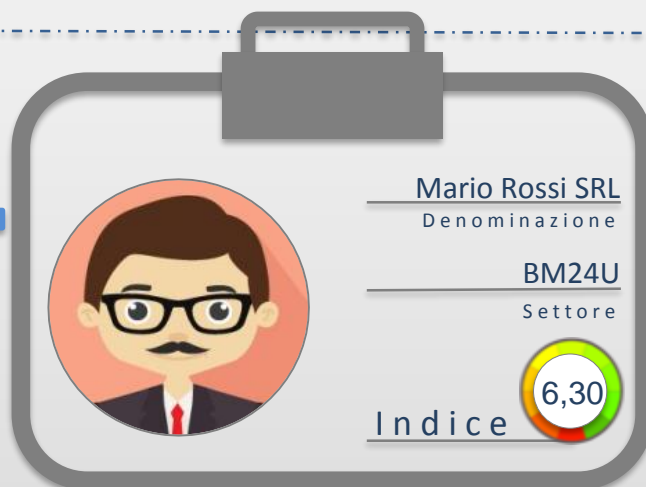 Mario Rossi SRL
Denominazione
BM24U
Settore
6,30
Indice